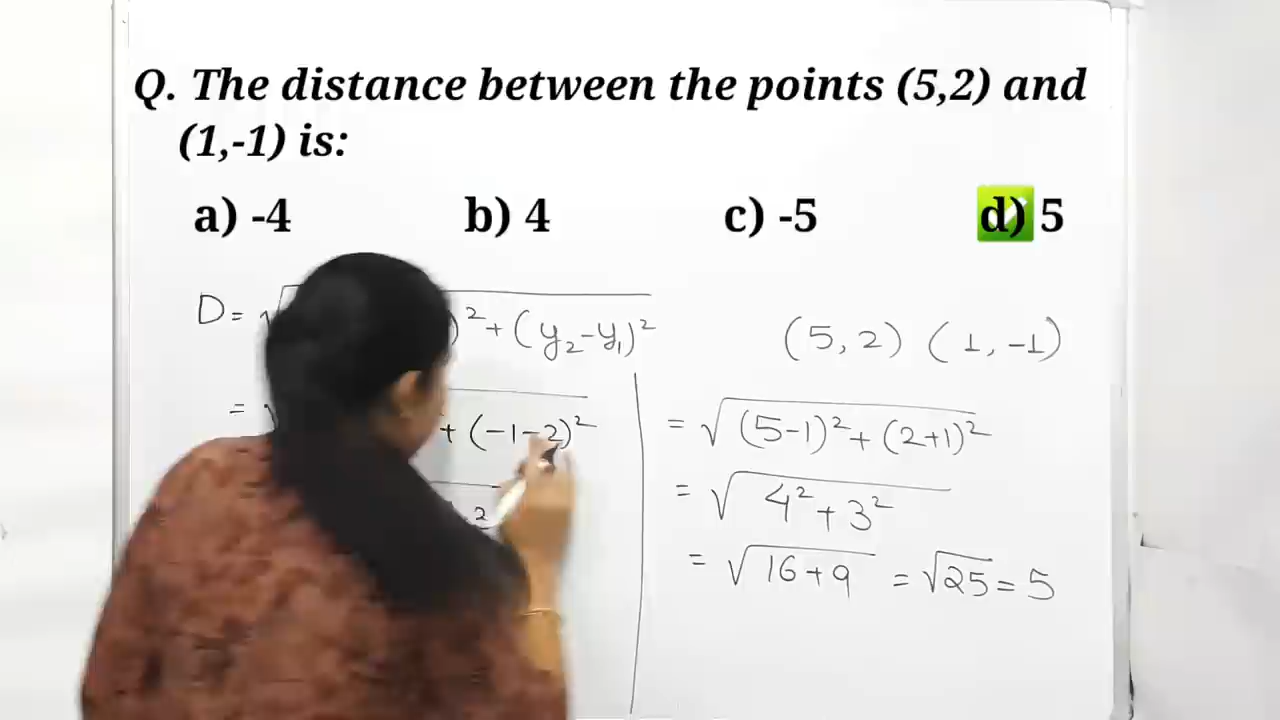 Q. The distance between the points (5,2) and
(1,-1) is:
a) -4 b) 4 c) -5 d) 5
D = √ )² + (y₂-y₁)²
(5, 2) (1, -1)
= √ + (-1-2)²
2
= √(5-1)² + (2+1)²
= √4² + 3²
= √16+9 = √25 = 5